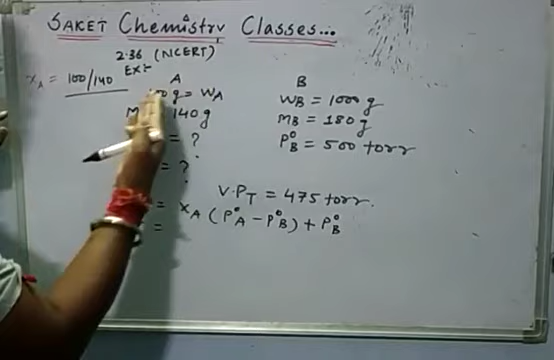 SAKET Chemistry Classes...
2.36 (NCERT)
Ex:-
xA = 100/140
A
B
0 g = WA
WB = 1000 g
M 140 g
MB = 180 g
= ?
P°B = 500 torr
= ?
V.PT = 475 torr.
= xA (P°A - P°B) + P°B
=